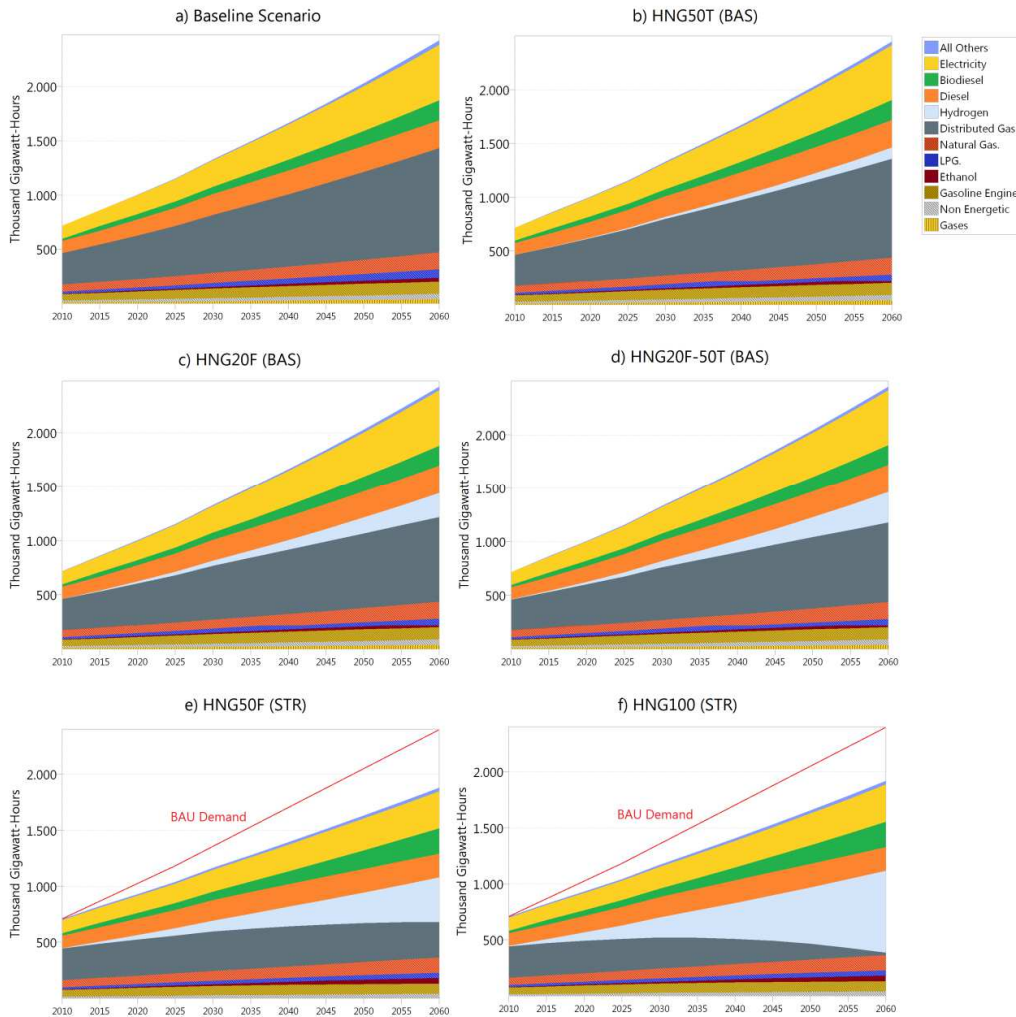 a) Baseline Scenario
Thousand Gigawatt-Hours
2.000
1.500
1.000
500
2010 2015 2020 2025 2030 2035 2040 2045 2050 2055 2060
b) HNG50T (BAS)
Thousand Gigawatt-Hours
2.000
1.500
1.000
500
2010 2015 2020 2025 2030 2035 2040 2045 2050 2055 2060
All Others
Electricity
Biodiesel
Diesel
Hydrogen
Distributed Gas
Natural Gas.
LPG.
Ethanol
Gasoline Engine
Non Energetic
Gases
c) HNG20F (BAS)
Thousand Gigawatt-Hours
2.000
1.500
1.000
500
2010 2015 2020 2025 2030 2035 2040 2045 2050 2055 2060
d) HNG20F-50T (BAS)
Thousand Gigawatt-Hours
2.000
1.500
1.000
500
2010 2015 2020 2025 2030 2035 2040 2045 2050 2055 2060
e) HNG50F (STR)
Thousand Gigawatt-Hours
2.000
1.500
1.000
500
BAU Demand
2010 2015 2020 2025 2030 2035 2040 2045 2050 2055 2060
f) HNG100 (STR)
Thousand Gigawatt-Hours
2.000
1.500
1.000
500
BAU Demand
2010 2015 2020 2025 2030 2035 2040 2045 2050 2055 2060